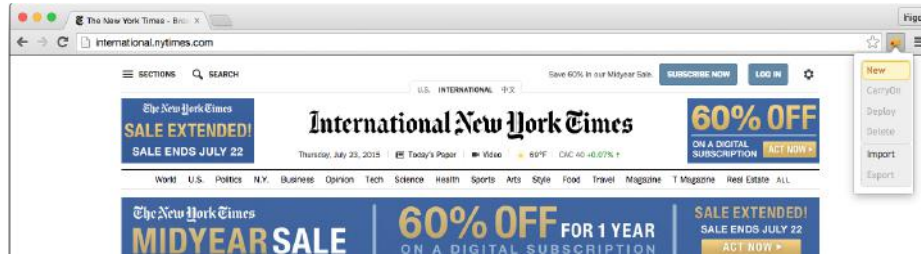 The New York Times - Bre
Figo
international.nytimes.com
SECTIONS SEARCH
Save 60% in our Midyear Sale. SUBSCRIBE NOW LOG IN
U.S. INTERNATIONAL 中文
The New York Times
SALE EXTENDED!
SALE ENDS JULY 22
International New York Times
Thursday, July 23, 2015 Today's Paper Video 69°F CAC 40 +0.07% ↑
60% OFF
ON A DIGITAL
SUBSCRIPTION
ACT NOW
New
CarryOn
Deploy
Delete
Import
Export
World U.S. Politics N.Y. Business Opinion Tech Science Health Sports Arts Style Food Travel Magazine T Magazine Real Estate ALL
The New York Times
MIDYEAR SALE
60% OFF FOR 1 YEAR
ON A DIGITAL SUBSCRIPTION
SALE EXTENDED!
SALE ENDS JULY 22
ACT NOW